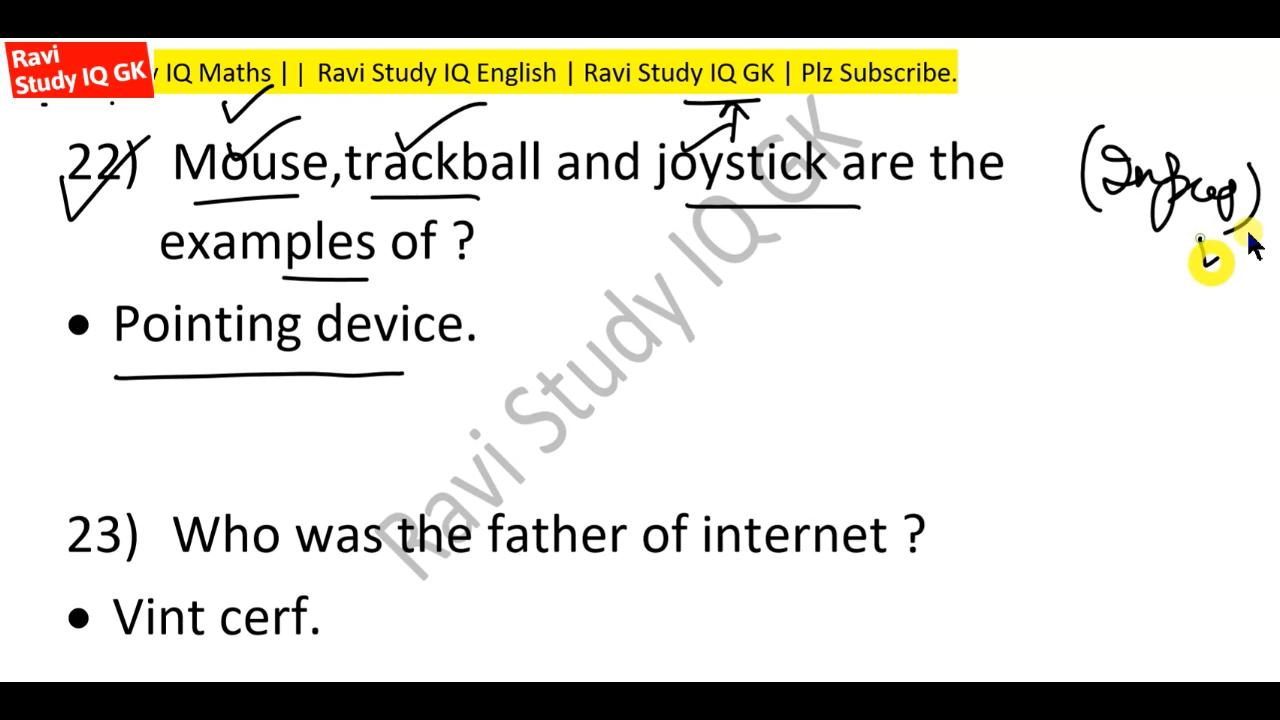 Ravi
Study IQ GK
y IQ Maths | | Ravi Study IQ English | Ravi Study IQ GK | Plz Subscribe.
22) Mouse,trackball and joystick are the
examples of ?
• Pointing device.
Ravi Study IQ GK
23) Who was the father of internet ?
• Vint cerf.